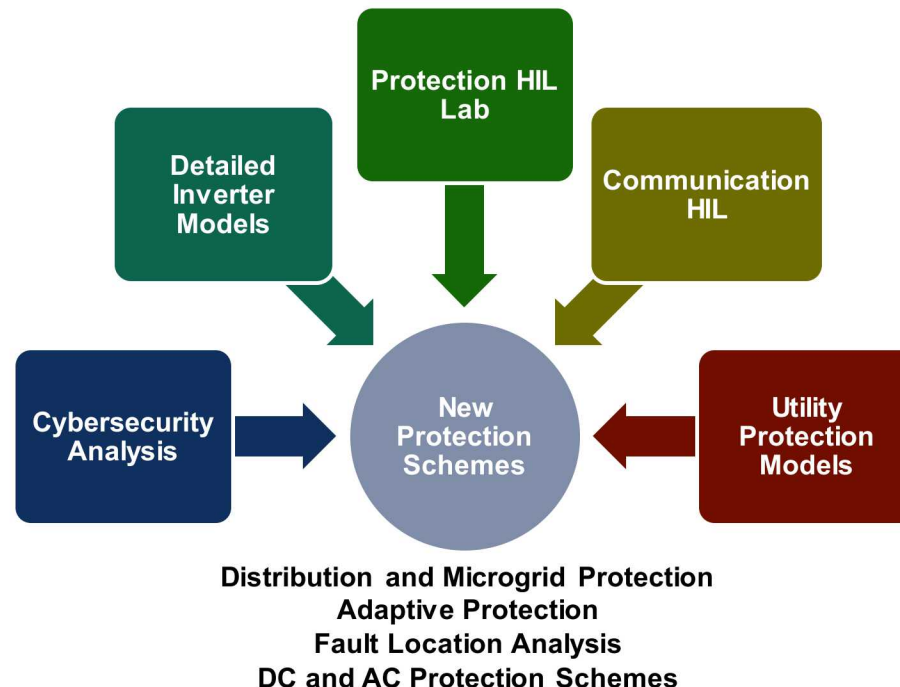 Protection HIL
Lab
Detailed
Inverter
Models
Communication
HIL
Cybersecurity
Analysis
New
Protection
Schemes
Utility
Protection
Models
Distribution and Microgrid Protection
Adaptive Protection
Fault Location Analysis
DC and AC Protection Schemes